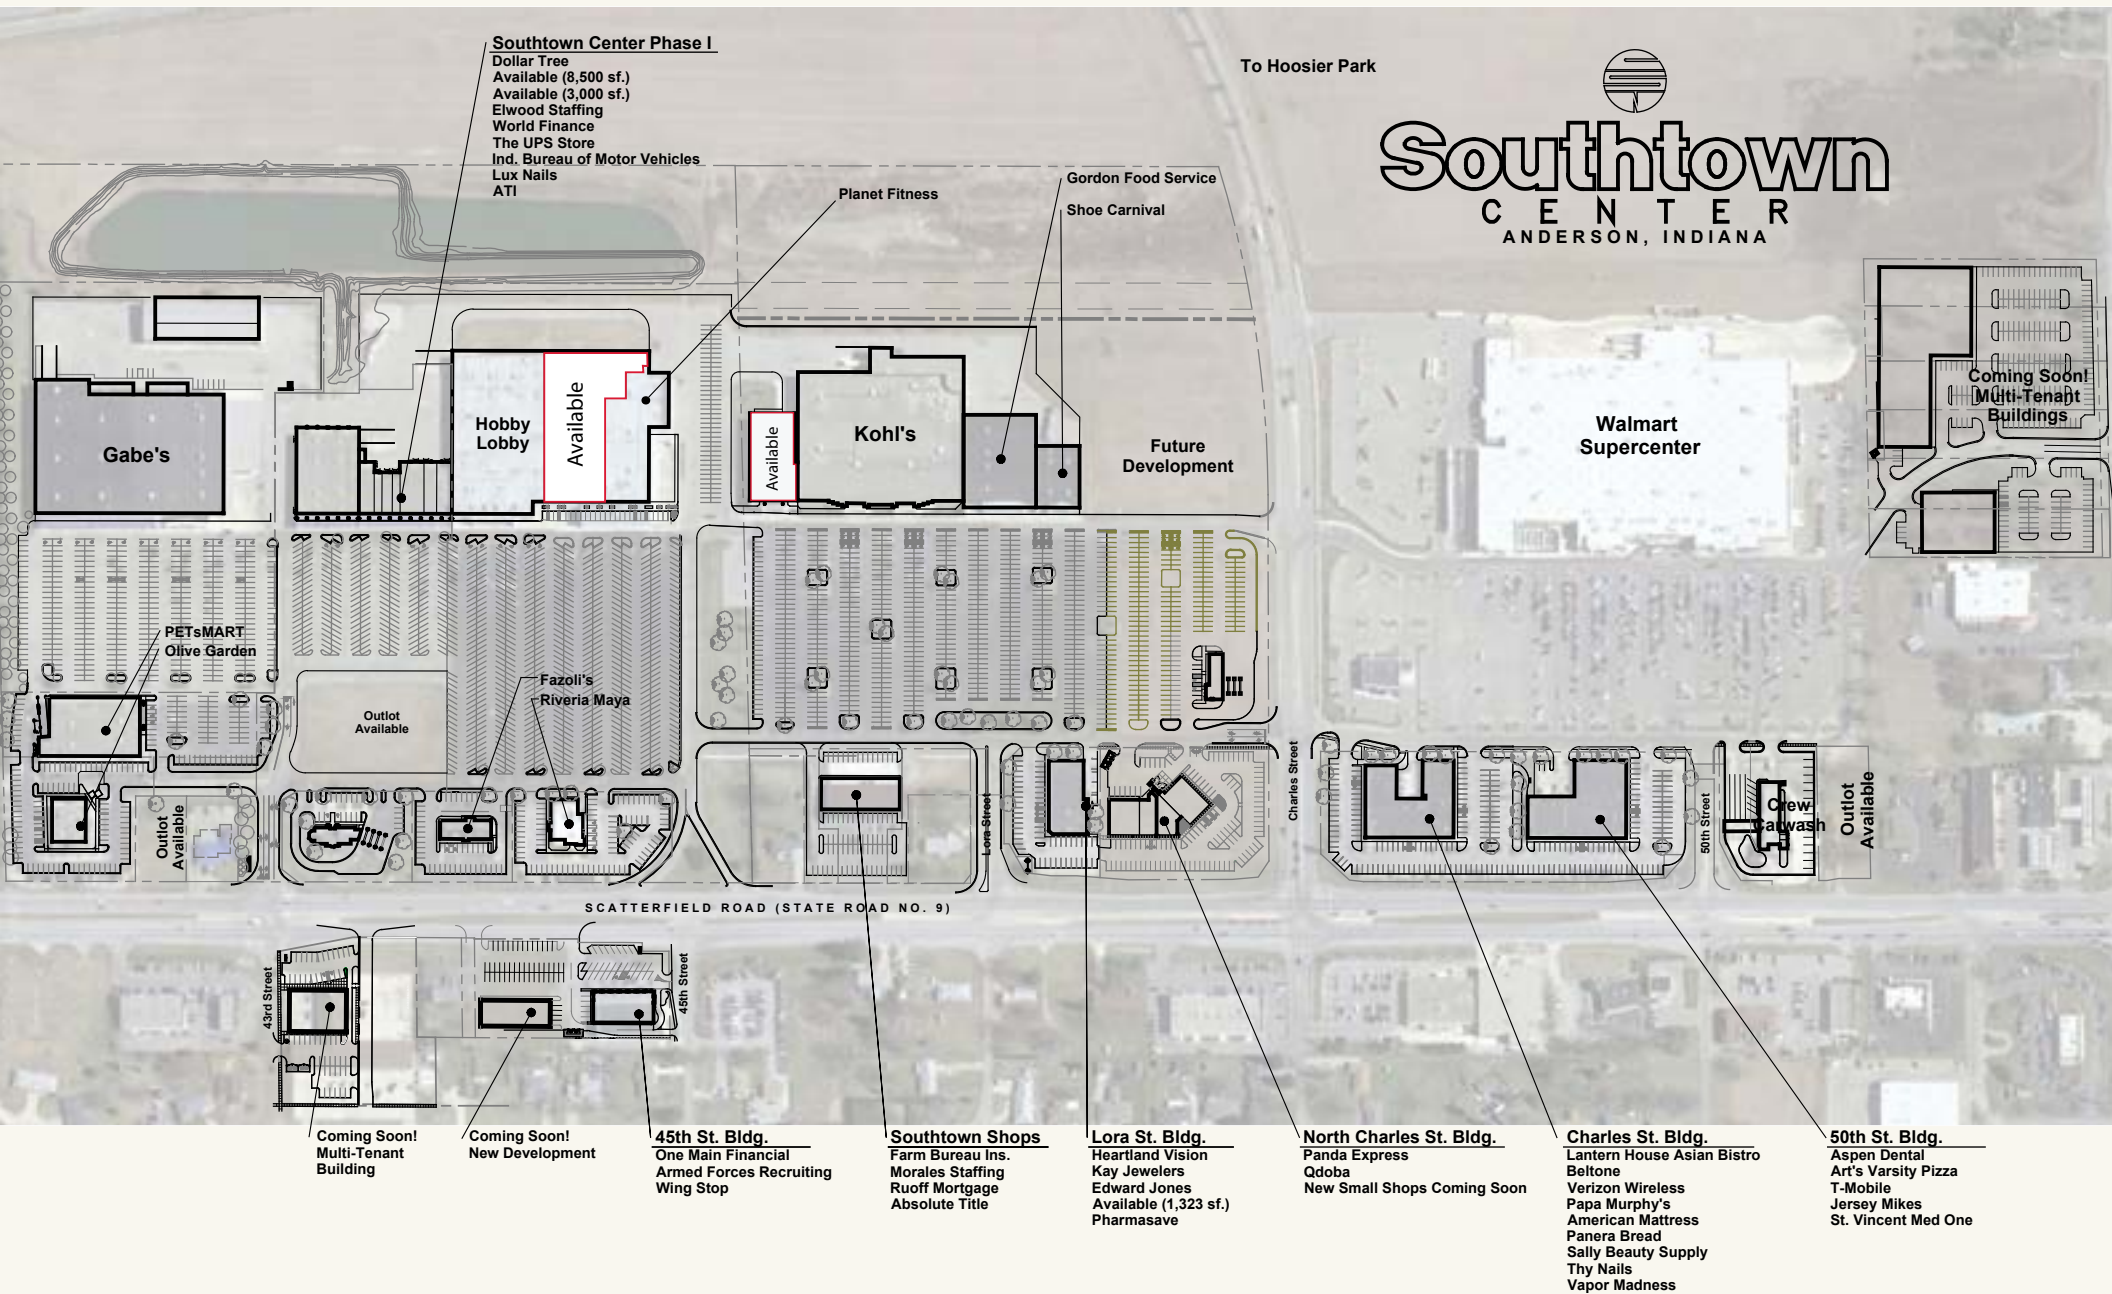 Southtown Center Phase I
Dollar Tree
Available (8,500 sf.)
Available (3,000 sf.)
Elwood Staffing
World Finance
The UPS Store
Ind. Bureau of Motor Vehicles
Lux Nails
ATI
Planet Fitness
Gordon Food Service
Shoe Carnival
To Hoosier Park
Southtown
CENTER
ANDERSON, INDIANA
Gabe's
Hobby
Lobby
Available
Available
Kohl's
Future
Development
Walmart
Supercenter
Coming Soon!
Multi-Tenant
Buildings
PETsMART
Olive Garden
Outlot
Available
Fazoli's
Riveria Maya
Outlot
Available
Lora Street
Charles Street
50th Street
Crew
Carwash
Outlot
Available
SCATTERFIELD ROAD (STATE ROAD NO. 9)
43rd Street
45th Street
Coming Soon!
Multi-Tenant
Building
Coming Soon!
New Development
45th St. Bldg.
One Main Financial
Armed Forces Recruiting
Wing Stop
Southtown Shops
Farm Bureau Ins.
Morales Staffing
Ruoff Mortgage
Absolute Title
Lora St. Bldg.
Heartland Vision
Kay Jewelers
Edward Jones
Available (1,323 sf.)
Pharmasave
North Charles St. Bldg.
Panda Express
Qdoba
New Small Shops Coming Soon
Charles St. Bldg.
Lantern House Asian Bistro
Beltone
Verizon Wireless
Papa Murphy's
American Mattress
Panera Bread
Sally Beauty Supply
Thy Nails
Vapor Madness
50th St. Bldg.
Aspen Dental
Art's Varsity Pizza
T-Mobile
Jersey Mikes
St. Vincent Med One